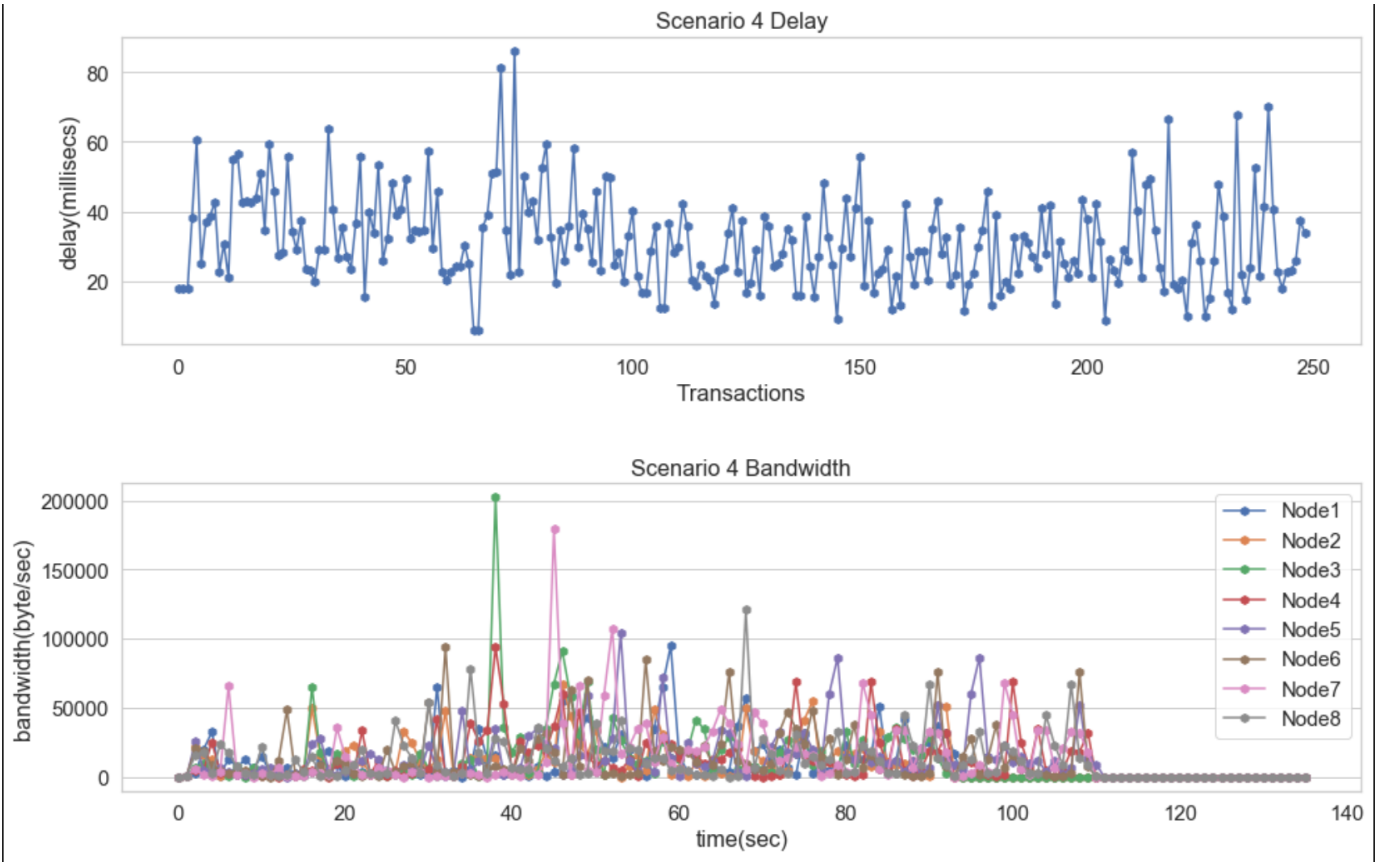 Scenario 4 Delay
80
60
40
20
delay(millisecs)
0 50 100 150 200 250
Transactions
Scenario 4 Bandwidth
200000
150000
100000
50000
0
bandwidth(byte/sec)
Node1
Node2
Node3
Node4
Node5
Node6
Node7
Node8
0 20 40 60 80 100 120 140
time(sec)